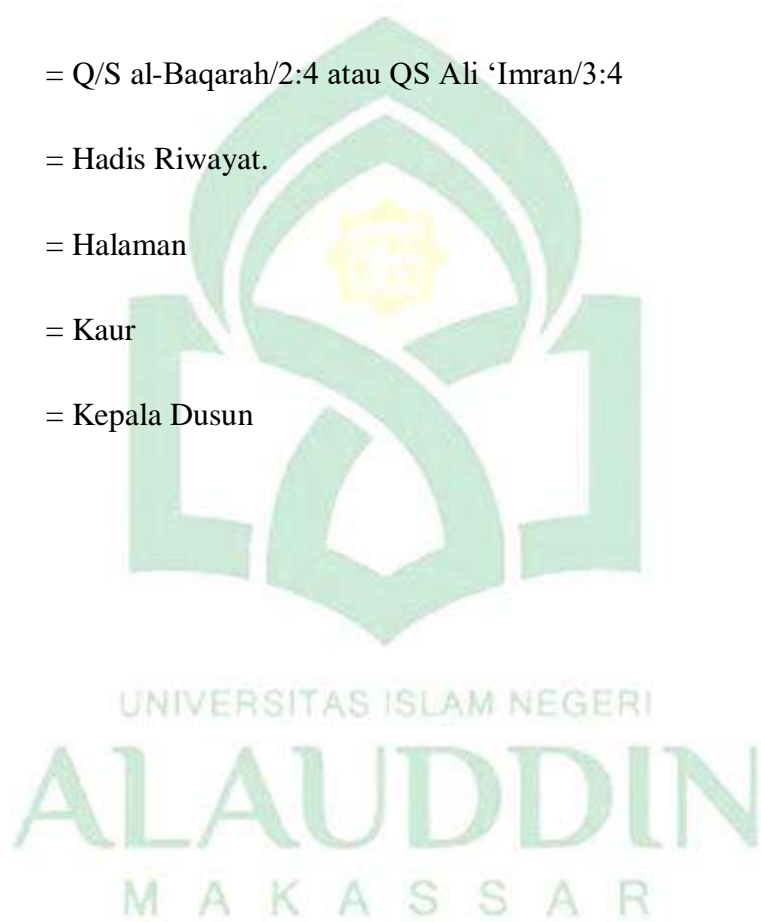 = Q/S al-Baqarah/2:4 atau QS Ali ‘Imran/3:4
= Hadis Riwayat.
= Halaman
= Kaur
= Kepala Dusun
UNIVERSITAS ISLAM NEGERI
ALAUDDIN
MAKASSAR